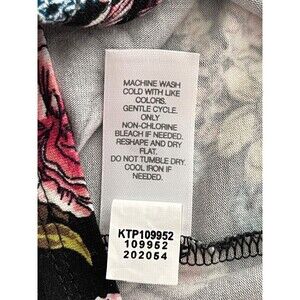 MACHINE WASH
COLD WITH LIKE
COLORS.
GENTLE CYCLE.
ONLY
NON-CHLORINE
BLEACH IF NEEDED.
RESHAPE AND DRY
FLAT.
DO NOT TUMBLE DRY.
COOL IRON IF
NEEDED.
KTP109952
109952
202054